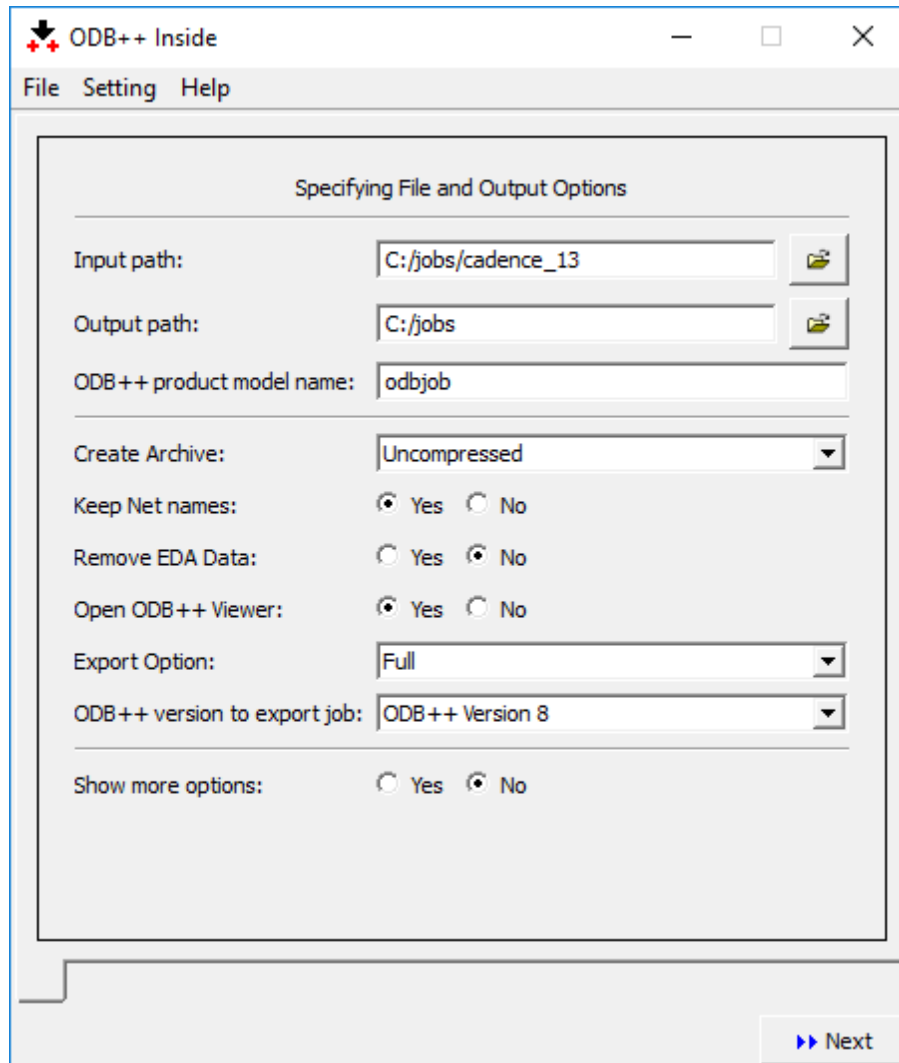 ODB++ Inside
File Setting Help
Specifying File and Output Options
Input path: C:/jobs/cadence_13
Output path: C:/jobs
ODB++ product model name: odbjob
Create Archive: Uncompressed
Keep Net names: Yes No
Remove EDA Data: Yes No
Open ODB++ Viewer: Yes No
Export Option: Full
ODB++ version to export job: ODB++ Version 8
Show more options: Yes No
Next